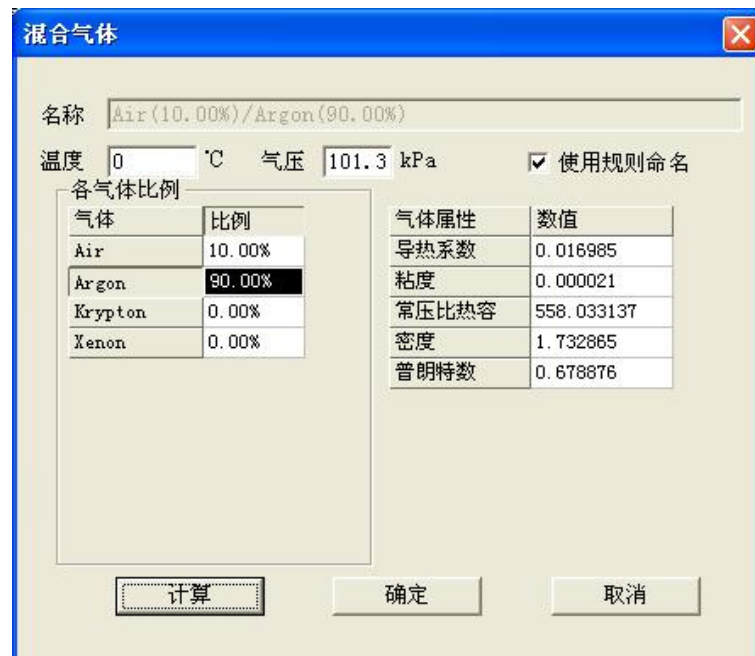 混合气体
名称 Air(10.00%)/Argon(90.00%)
温度 0 ℃ 气压 101.3 kPa 使用规则命名
各气体比例
气体 比例
Air 10.00%
Argon 90.00%
Krypton 0.00%
Xenon 0.00%
气体属性 数值
导热系数 0.016985
粘度 0.000021
常压比热容 558.033137
密度 1.732865
普朗特数 0.678876
计算 确定 取消